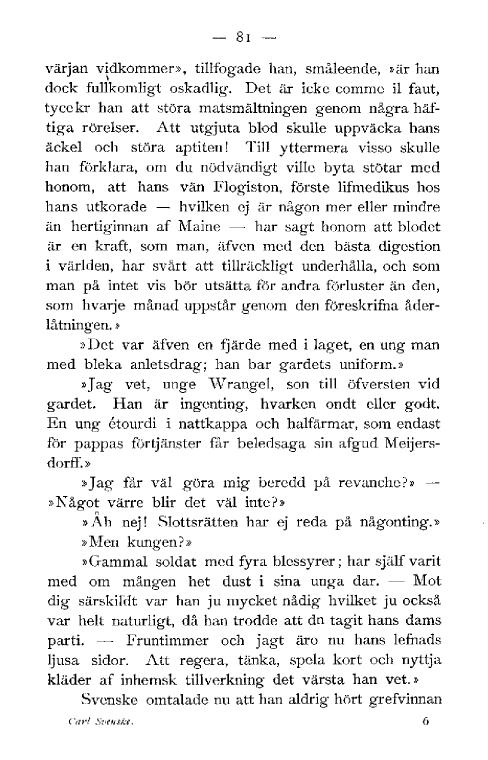 — 81 —
värjan vidkommer», tillfogade han, småleende, »är han
dock fullkomligt oskadlig. Det är icke comme il faut,
tycckr han att störa matsmältningen genom några häf-
tiga rörelser. Att utgjuta blod skulle uppväcka hans
äckel och störa aptiten! Till yttermera visso skulle
han förklara, om du nödvändigt ville byta stötar med
honom, att hans vän Flogiston, förste lifmedikus hos
hans utkorade — hvilken ej är någon mer eller mindre
än hertiginnan af Maine — har sagt honom att blodet
är en kraft, som man, äfven med den bästa digestion
i världen, har svårt att tillräckligt underhålla, och som
man på intet vis bör utsätta för andra förluster än den,
som hvarje månad uppstår genom den föreskrifna åder-
låtningen.»
»Det var äfven en fjärde med i laget, en ung man
med bleka anletsdrag; han bar gardets uniform.»
»Jag vet, unge Wrangel, son till öfversten vid
gardet. Han är ingenting, hvarken ondt eller godt.
En ung étourdi i nattkappa och halfärmar, som endast
för pappas förtjänster får beledsaga sin afgud Meijers-
dorff.»
»Jag får väl göra mig beredd på revanche?» —
»Något värre blir det väl inte?»
»Åh nej! Slottsrätten har ej reda på någonting.»
»Men kungen?»
»Gammal soldat med fyra blessyrer; har själf varit
med om mången het dust i sina unga dar. — Mot
dig särskildt var han ju mycket nådig hvilket ju också
var helt naturligt, då han trodde att dn tagit hans dams
parti. — Fruntimmer och jagt äro nu hans lefnads
ljusa sidor. Att regera, tänka, spela kort och nyttja
kläder af inhemsk tillverkning det värsta han vet.»
Svenske omtalade nu att han aldrig hört grefvinnan
Carl Svenske. 6